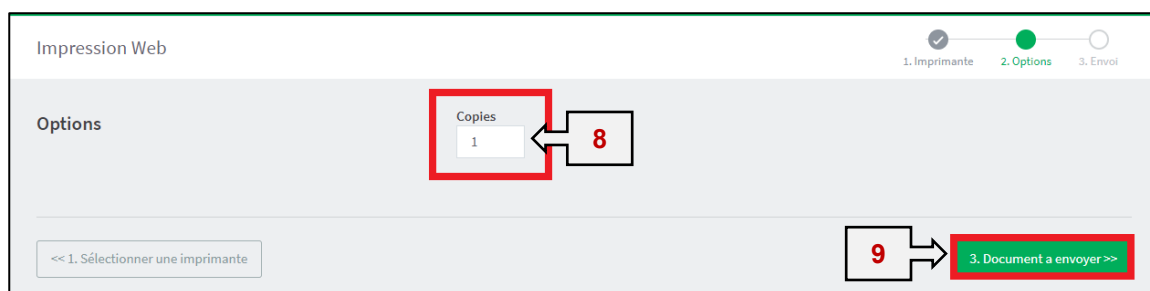 Impression Web
1. Imprimante 2. Options 3. Envoi
Options
Copies
1
8
<< 1. Sélectionner une imprimante
9
3. Document a envoyer >>